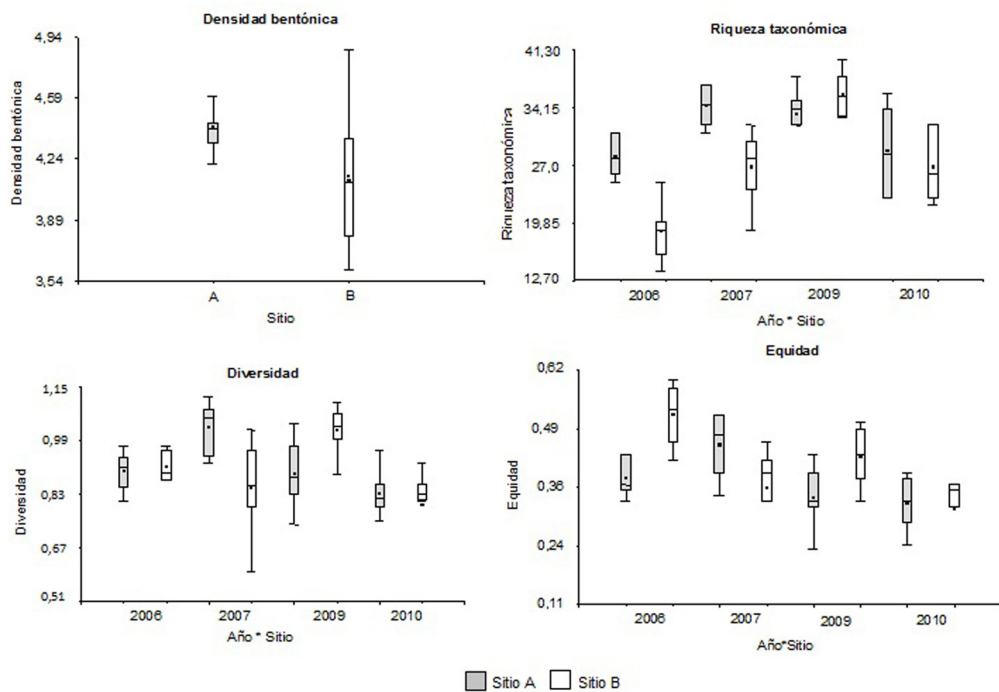 Densidad bentónica
Densidad bentónica
4,94
4,59
4,24
3,89
3,54
A
B
Sitio
Riqueza taxonómica
Riqueza taxonómica
41,30
34,15
27,0
19,85
12,70
2006
2007
2009
2010
Año * Sitio
Diversidad
Diversidad
1,15
0,99
0,83
0,67
0,51
2006
2007
2009
2010
Año * Sitio
Equidad
Equidad
0,62
0,49
0,38
0,24
0,11
2006
2007
2009
2010
Año*Sitio
Sitio A
Sitio B